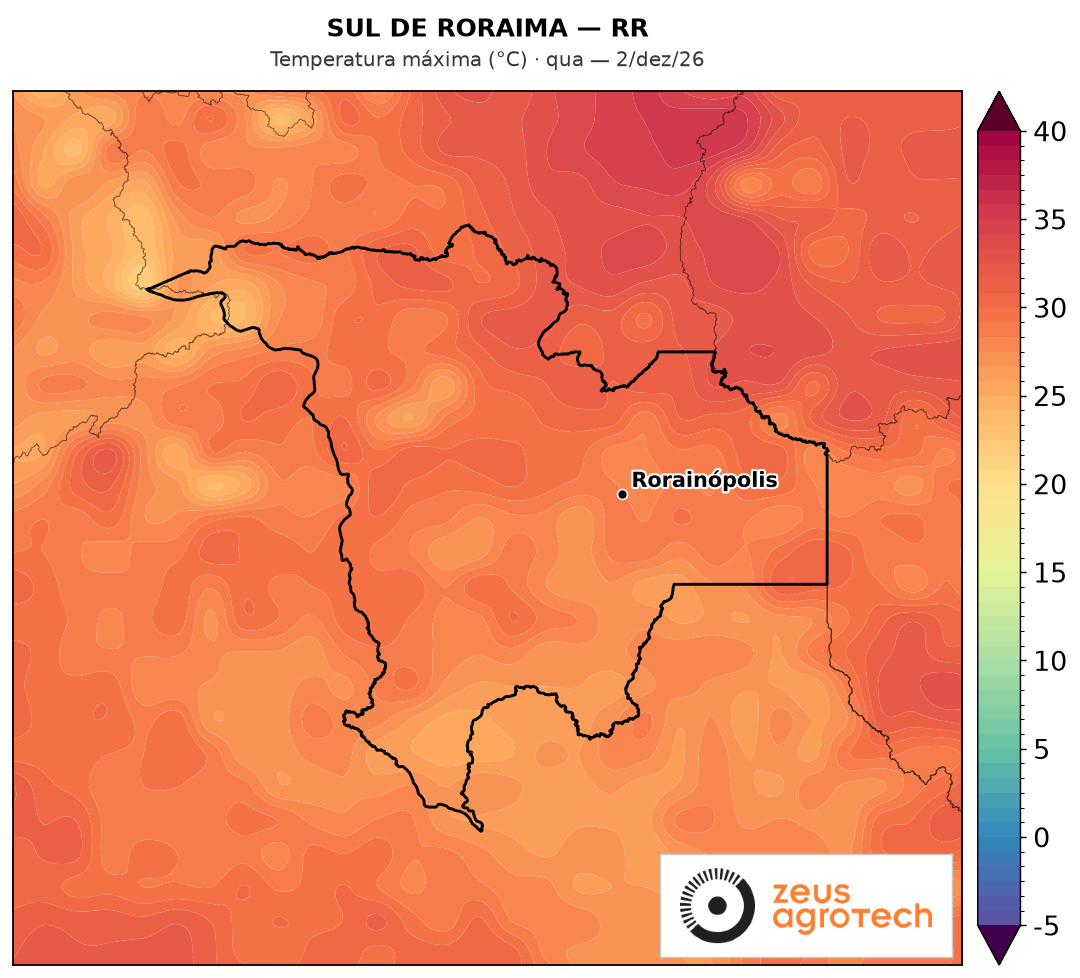 SUL DE RORAIMA — RR
Temperatura máxima (°C) · qua — 2/dez/26
40
35
30
25
20
15
10
5
0
-5
Rorainópolis
zeus
agrotech